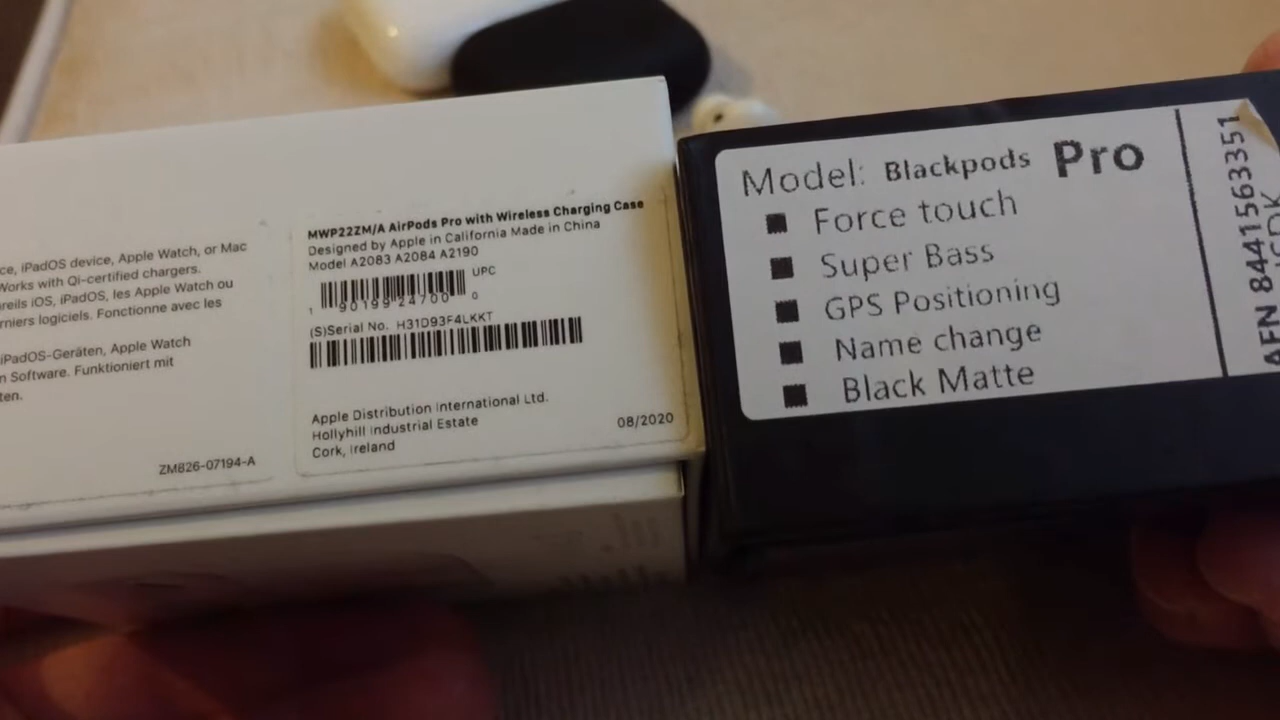 ce, iPadOS device, Apple Watch, or Mac
Works with Qi-certified chargers.
reils iOS, iPadOS, les Apple Watch ou
rniers logiciels. Fonctionne avec les
iPadOS-Geräten, Apple Watch
n Software. Funktioniert mit
ten.
ZM826-07194-A
MWP22ZM/A AirPods Pro with Wireless Charging Case
Designed by Apple in California Made in China
Model A2083 A2084 A2190
UPC
1 90199 24700 0
(S)Serial No. H31D93F4LKKT
Apple Distribution International Ltd.
Hollyhill Industrial Estate
Cork, Ireland
08/2020
Model: Blackpods Pro
Force touch
Super Bass
GPS Positioning
Name change
Black Matte
AFN 8441563351